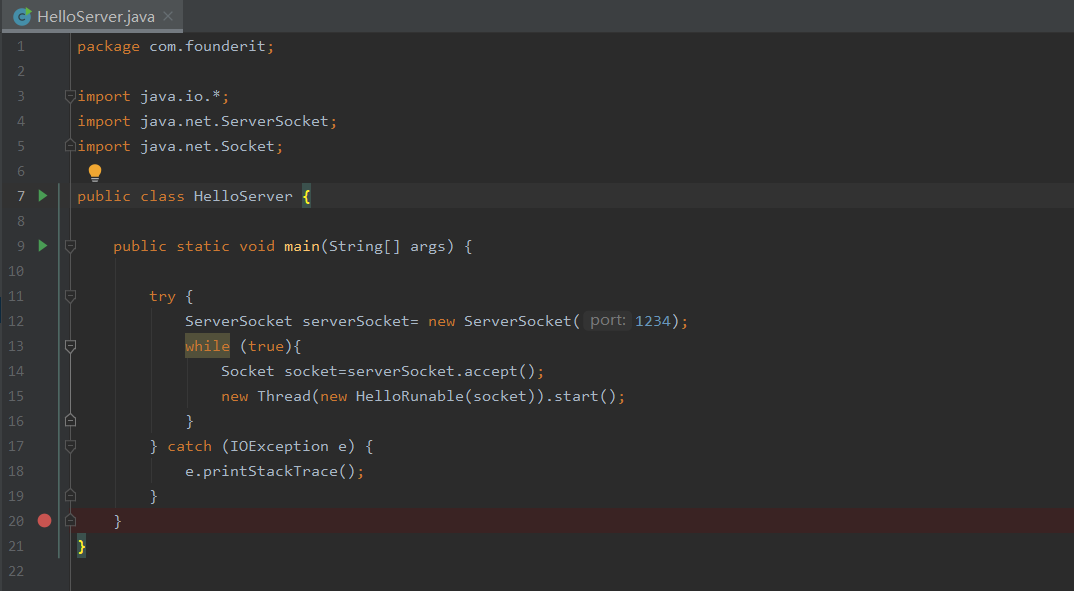 HelloServer.java
1 package com.founderit;
2
3 import java.io.*;
4 import java.net.ServerSocket;
5 import java.net.Socket;
6
7 public class HelloServer {
8
9 public static void main(String[] args) {
10
11 try {
12 ServerSocket serverSocket= new ServerSocket( port: 1234);
13 while (true){
14 Socket socket=serverSocket.accept();
15 new Thread(new HelloRunable(socket)).start();
16 }
17 } catch (IOException e) {
18 e.printStackTrace();
19 }
20 }
21 }
22